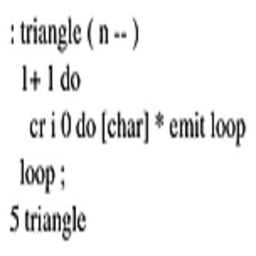 : triangle ( n -- )
1+ 1 do
cr i 0 do [char] * emit loop
loop ;
5 triangle